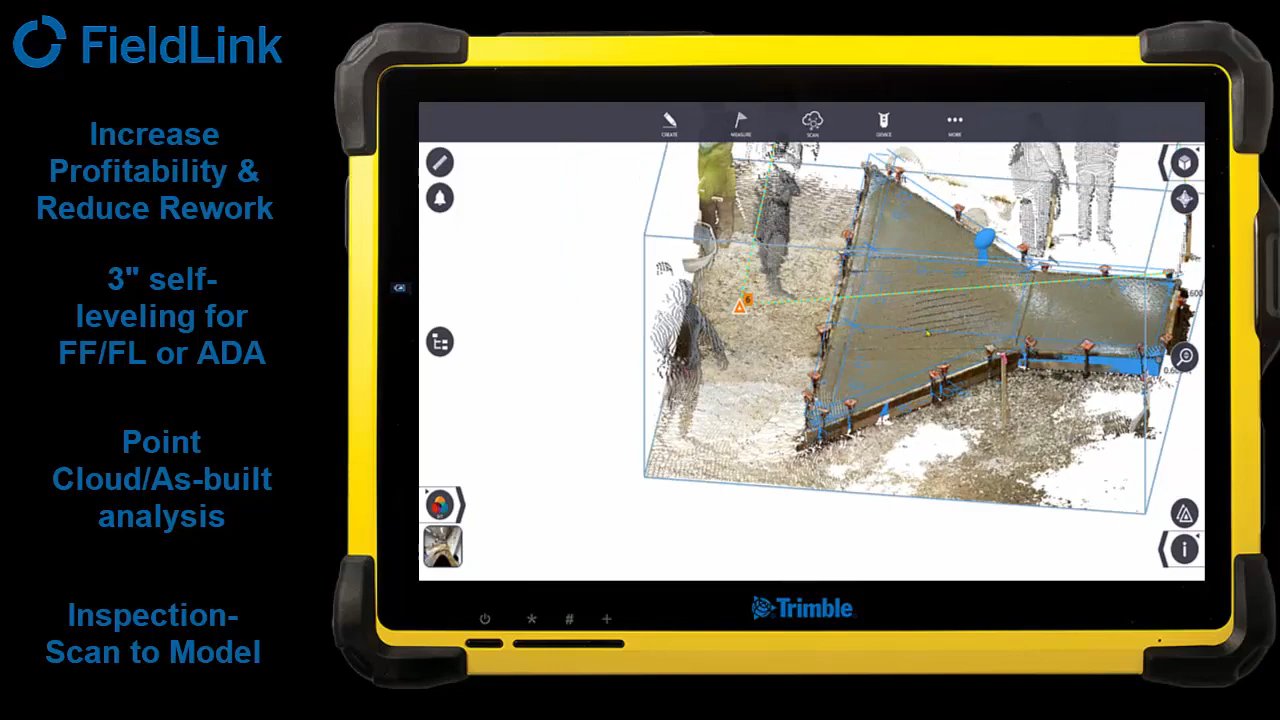 FieldLink
Increase
Profitability &
Reduce Rework
3" self-
leveling for
FF/FL or ADA
Point
Cloud/As-built
analysis
Inspection-
Scan to Model
CREATE
MEASURE
SCAN
DEVICE
MORE
6
Trimble
* # +